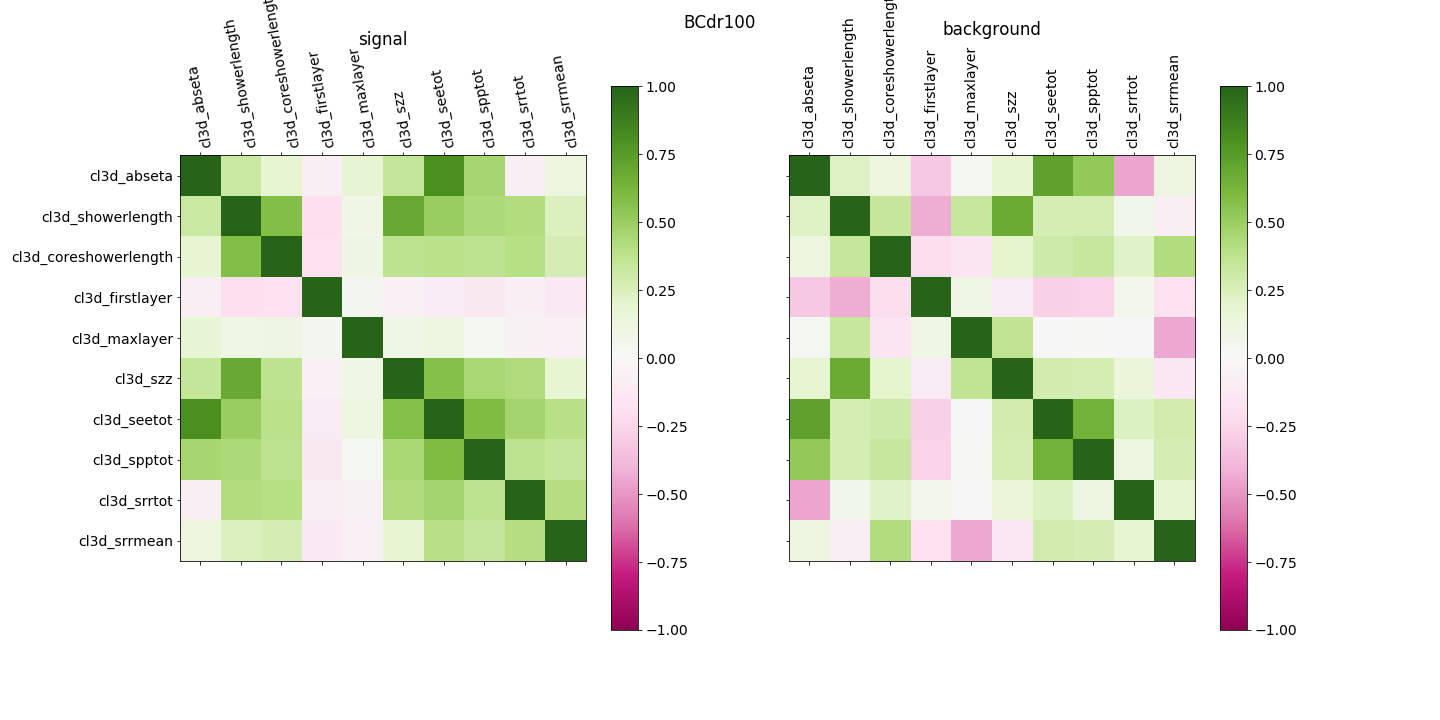 BCdr100
signal
cl3d_abseta
cl3d_showerlength
cl3d_coreshowerlength
cl3d_firstlayer
cl3d_maxlayer
cl3d_szz
cl3d_seetot
cl3d_spptot
cl3d_srrtot
cl3d_srrmean
cl3d_abseta
cl3d_showerlength
cl3d_coreshowerlength
cl3d_firstlayer
cl3d_maxlayer
cl3d_szz
cl3d_seetot
cl3d_spptot
cl3d_srrtot
cl3d_srrmean
1.00
0.75
0.50
0.25
0.00
−0.25
−0.50
−0.75
−1.00
background
cl3d_abseta
cl3d_showerlength
cl3d_coreshowerlength
cl3d_firstlayer
cl3d_maxlayer
cl3d_szz
cl3d_seetot
cl3d_spptot
cl3d_srrtot
cl3d_srrmean
1.00
0.75
0.50
0.25
0.00
−0.25
−0.50
−0.75
−1.00